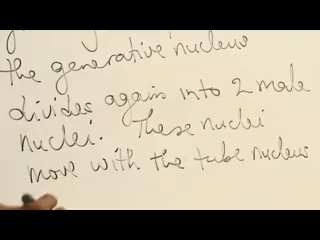 the generative nucleus
divides again into 2 male
nuclei. These nuclei
move with the tube nucleus